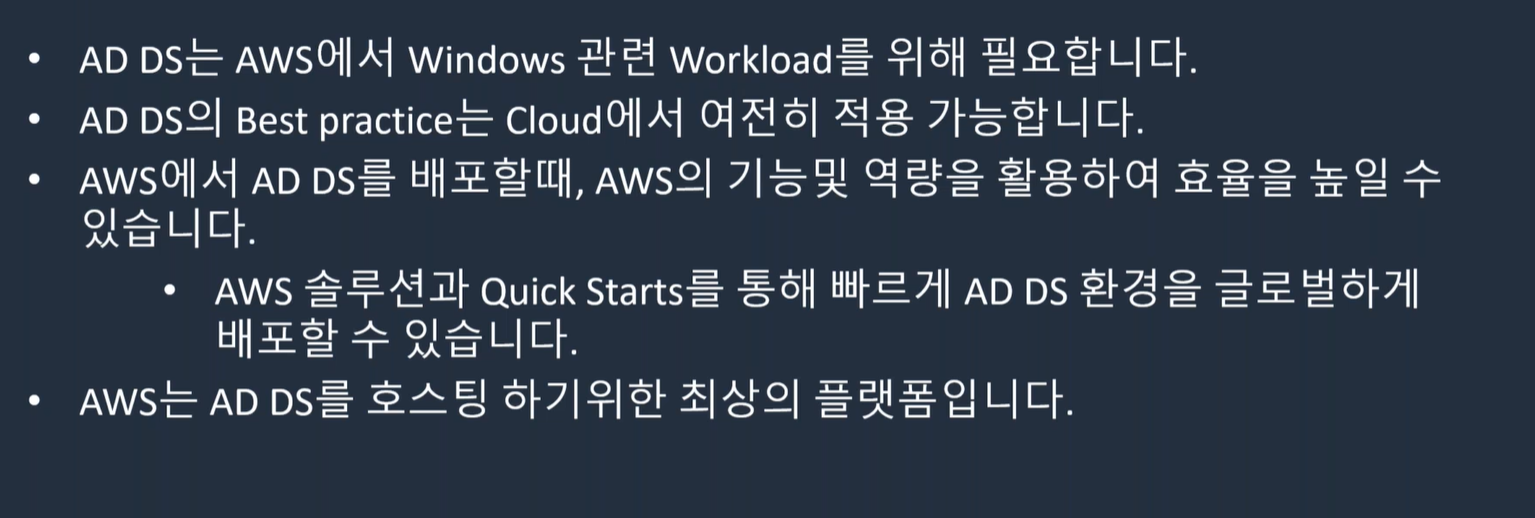 • AD DS는 AWS에서 Windows 관련 Workload를 위해 필요합니다.
• AD DS의 Best practice는 Cloud에서 여전히 적용 가능합니다.
• AWS에서 AD DS를 배포할때, AWS의 기능및 역량을 활용하여 효율을 높일 수
있습니다.
• AWS 솔루션과 Quick Starts를 통해 빠르게 AD DS 환경을 글로벌하게
배포할 수 있습니다.
• AWS는 AD DS를 호스팅 하기위한 최상의 플랫폼입니다.